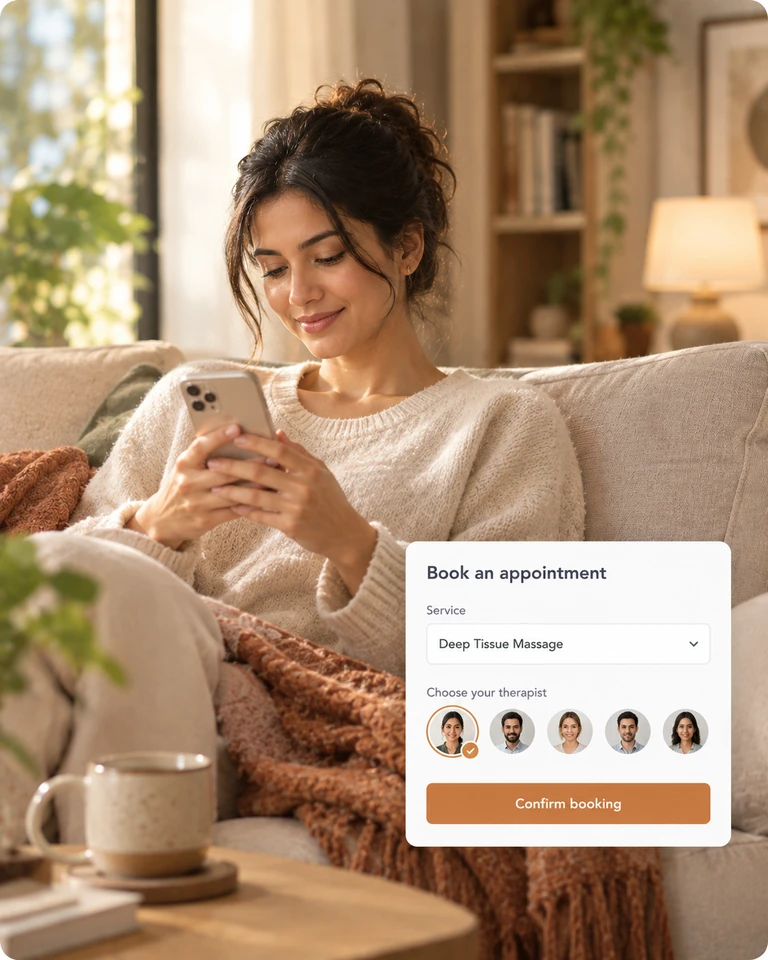 Book an appointment
Service
Deep Tissue Massage
Choose your therapist
Confirm booking